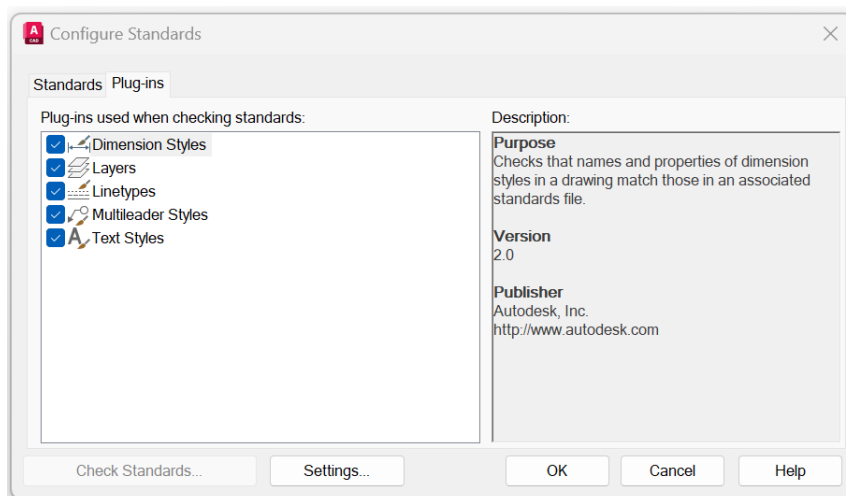 A
CAD
Configure Standards
Standards
Plug-ins
Plug-ins used when checking standards:
Dimension Styles
Layers
Linetypes
Multileader Styles
A Text Styles
Description:
Purpose
Checks that names and properties of dimension
styles in a drawing match those in an associated
standards file.
Version
2.0
Publisher
Autodesk, Inc.
http://www.autodesk.com
Check Standards...
Settings...
OK
Cancel
Help